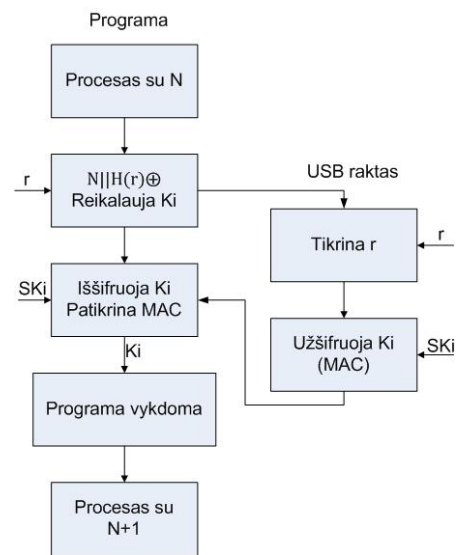 Programa
Procesas su N
r
N||H(r)⊕
Reikalauja Ki
USB raktas
Tikrina r
r
SKi
Iššifruoja Ki
Patikrina MAC
Užšifruoja Ki
(MAC)
SKi
Ki
Programa vykdoma
Procesas su
N+1